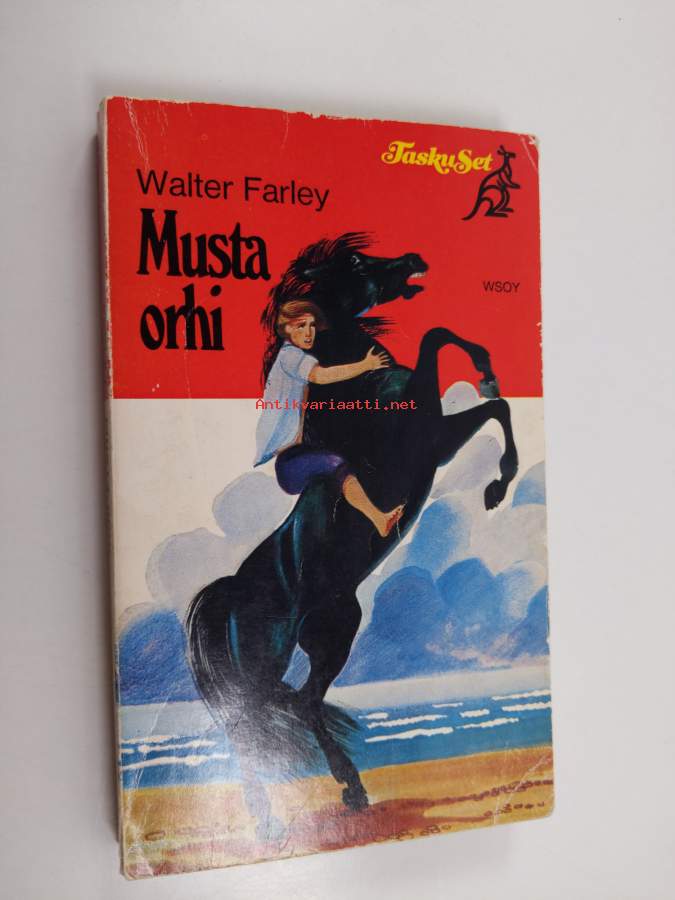 TaskuSet
Walter Farley
Musta
orhi
WSOY
Antikvariaatti.net